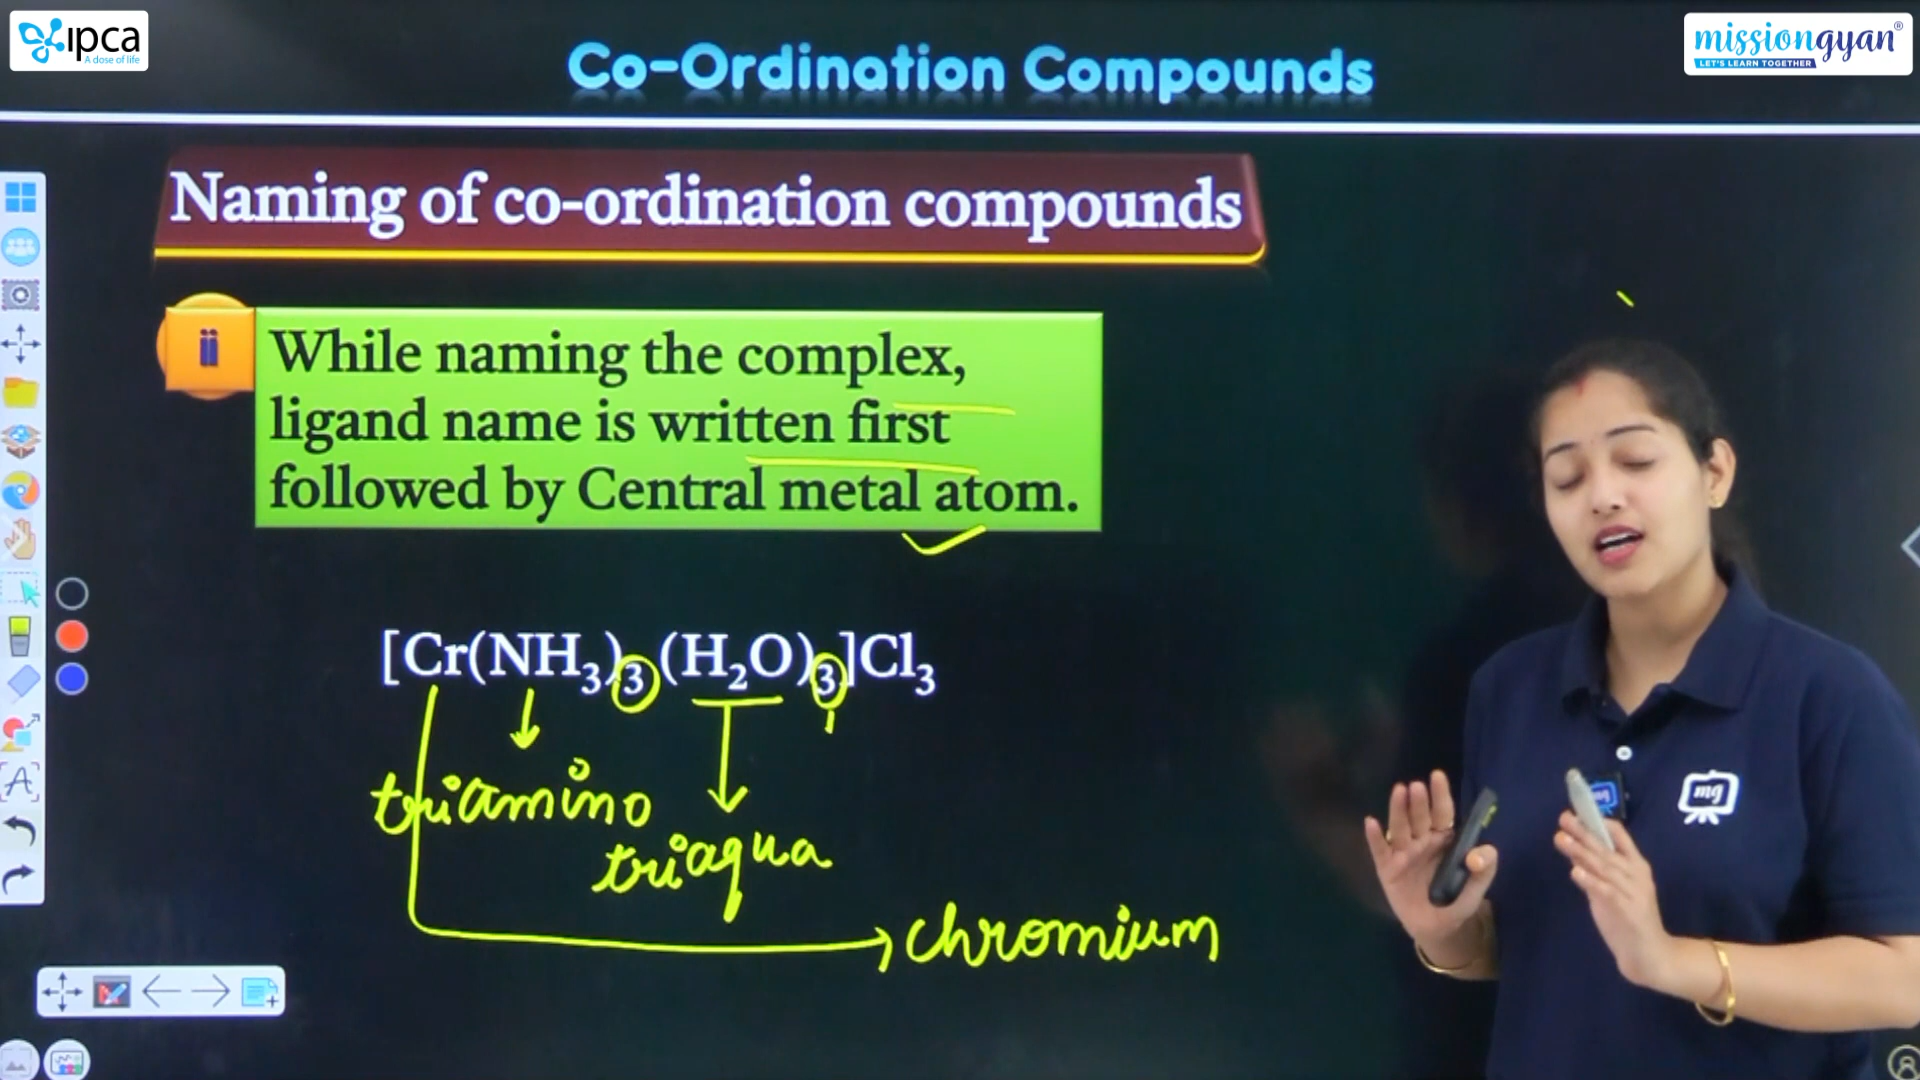 ipca
A dose of life
Co-Ordination Compounds
missiongyan®
LET'S LEARN TOGETHER
Naming of co-ordination compounds
ii
While naming the complex,
ligand name is written first
followed by Central metal atom.
[Cr(NH₃)₃(H₂O)₃]Cl₃
triamino
triaqua
chromium
mg